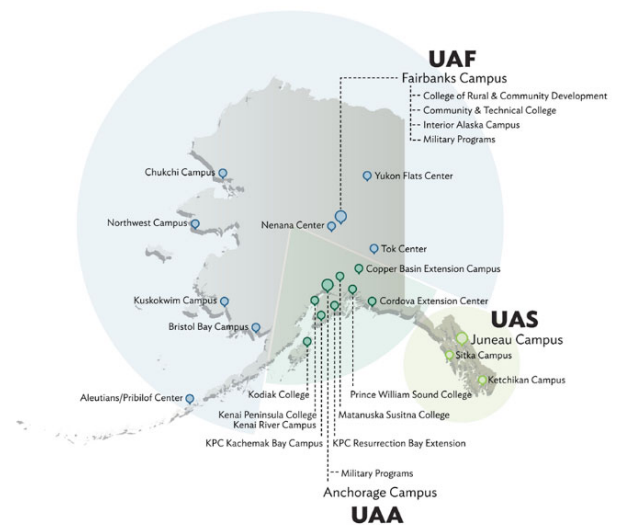 UAF
Fairbanks Campus
College of Rural & Community Development
Community & Technical College
Interior Alaska Campus
Military Programs
Chukchi Campus
Yukon Flats Center
Northwest Campus
Nenana Center
Tok Center
Copper Basin Extension Campus
Kuskokwim Campus
Cordova Extension Center
Bristol Bay Campus
UAS
Juneau Campus
Sitka Campus
Ketchikan Campus
Aleutians/Pribilof Center
Kodiak College
Prince William Sound College
Kenai Peninsula College
Kenai River Campus
Matanuska Susitna College
KPC Kachemak Bay Campus
KPC Resurrection Bay Extension
Military Programs
Anchorage Campus
UAA